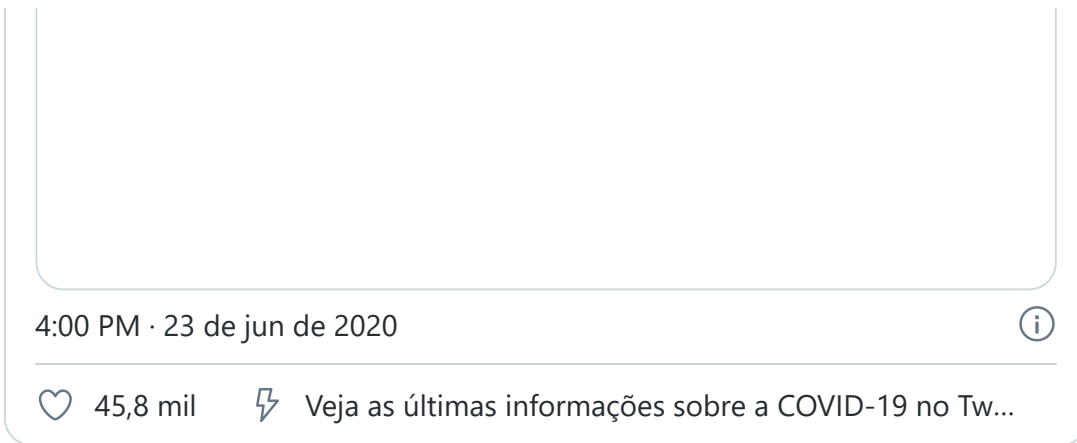 4:00 PM · 23 de jun de 2020
45,8 mil Veja as últimas informações sobre a COVID-19 no Tw...